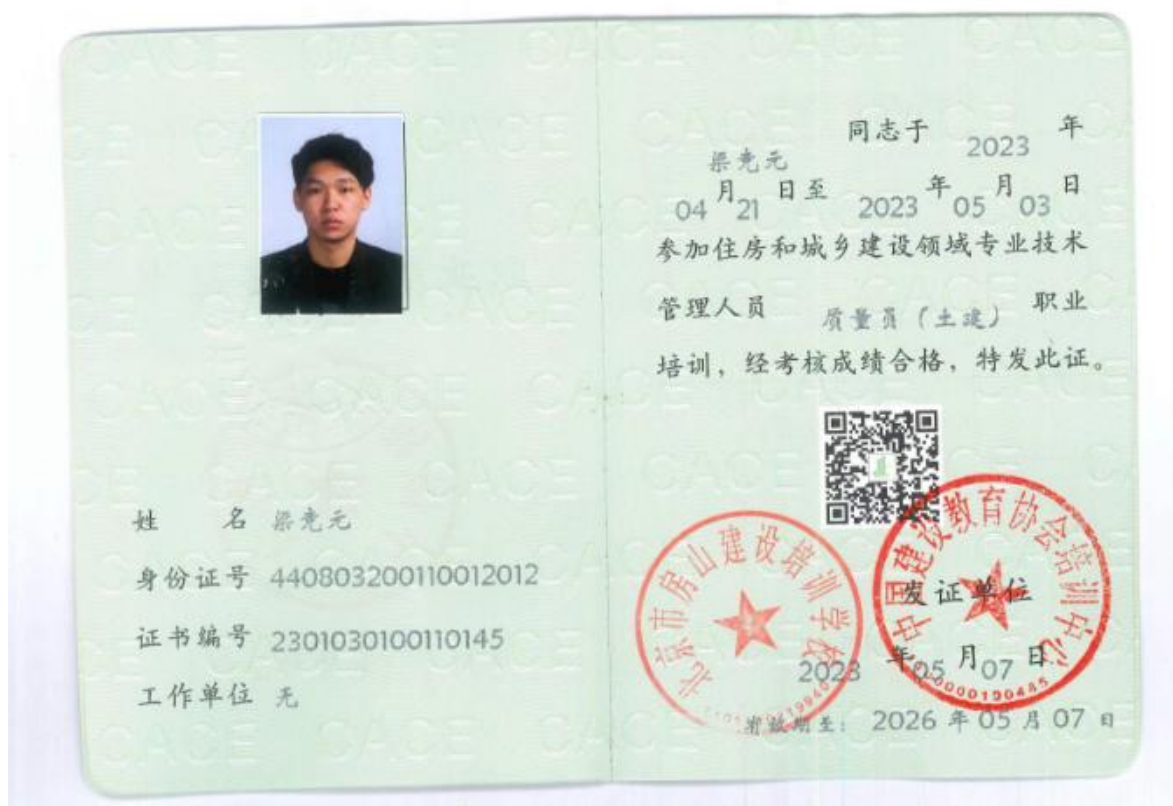 姓 名 梁竞元
身份证号 440803200110012012
证书编号 2301030100110145
工作单位 无
梁竞元 同志于 2023 年
04 月 21 日至 2023 年 05 月 03 日
参加住房和城乡建设领域专业技术
管理人员 质量员（土建） 职业
培训，经考核成绩合格，特发此证。
北京市房山建设培训学校
中国建设教育协会培训中心
发证单位
2023 年 05 月 07 日
有效期至：2026 年 05 月 07 日
CACE